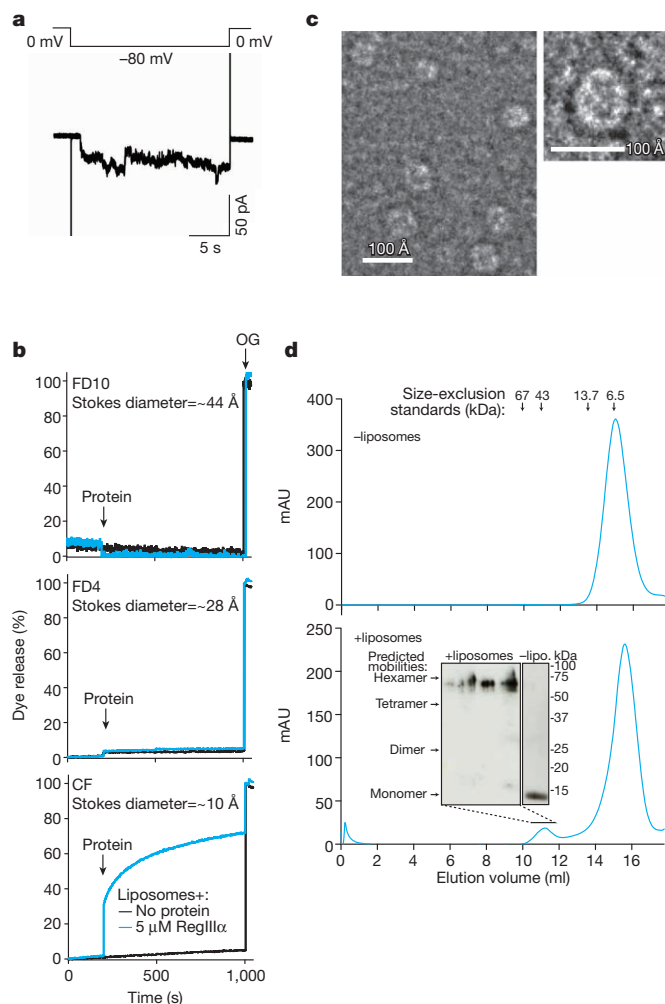 a
0 mV
0 mV
–80 mV
50 pA
5 s
c
100 Å
100 Å
b
OG
FD10
Stokes diameter=~44 Å
Protein
100
80
60
40
20
0
FD4
Stokes diameter=~28 Å
Protein
100
80
60
40
20
0
Dye release (%)
CF
Stokes diameter=~10 Å
Protein
Liposomes+:
No protein
5 μM RegIIIα
100
80
60
40
20
0
0
500
1,000
Time (s)
d
Size-exclusion
standards (kDa):
67
43
13.7
6.5
–liposomes
400
300
200
100
0
mAU
+liposomes
Predicted
mobilities:
+liposomes
–lipo.
kDa
Hexamer
Tetramer
Dimer
Monomer
-100
-75
-50
-37
-25
-20
-15
250
200
150
100
50
0
mAU
0
2
4
6
8
10
12
14
16
Elution volume (ml)